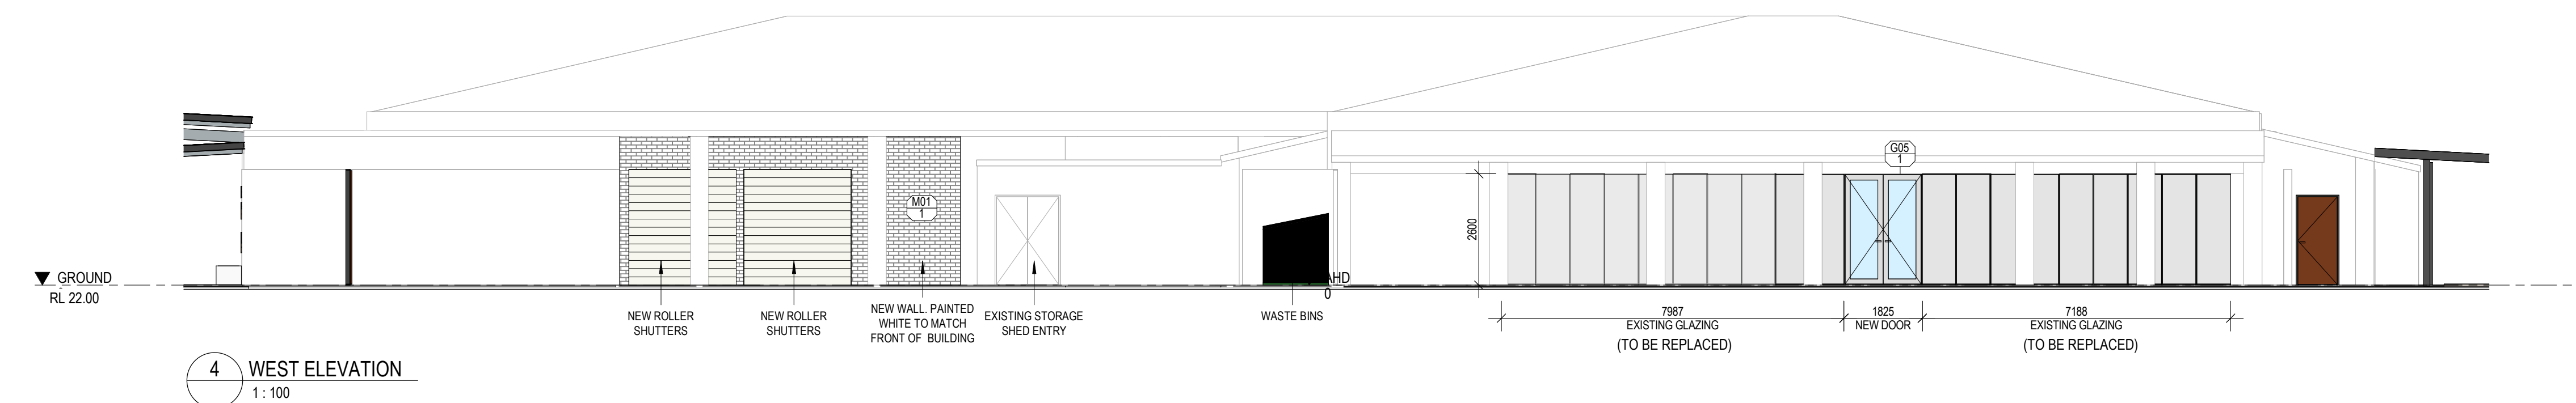 G05
1
M01
1
2600
GROUND
RL 22.00
AHD
0
NEW ROLLER
SHUTTERS
NEW ROLLER
SHUTTERS
NEW WALL. PAINTED
WHITE TO MATCH
FRONT OF BUILDING
EXISTING STORAGE
SHED ENTRY
WASTE BINS
7987
EXISTING GLAZING
(TO BE REPLACED)
1825
NEW DOOR
7188
EXISTING GLAZING
(TO BE REPLACED)
4
WEST ELEVATION
1 : 100